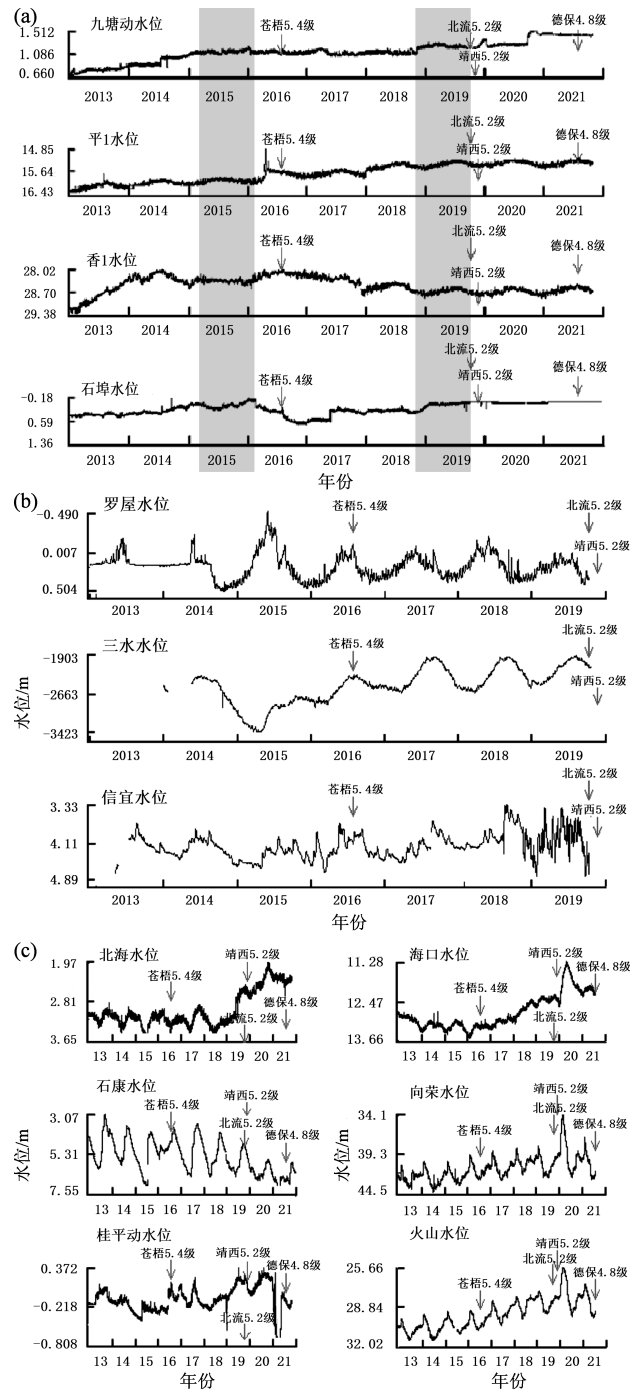 (a)
九塘动水位
苍梧5.4级
北流5.2级
德保4.8级
靖西5.2级
1.512
1.086
0.660
2013 2014 2015 2016 2017 2018 2019 2020 2021
平1水位
苍梧5.4级
北流5.2级
靖西5.2级
德保4.8级
14.85
15.64
16.43
2013 2014 2015 2016 2017 2018 2019 2020 2021
香1水位
苍梧5.4级
北流5.2级
靖西5.2级
德保4.8级
28.02
28.70
29.38
2013 2014 2015 2016 2017 2018 2019 2020 2021
石埠水位
苍梧5.4级
北流5.2级
靖西5.2级
德保4.8级
-0.18
0.59
1.36
2013 2014 2015 2016 2017 2018 2019 2020 2021
年份
(b)
罗屋水位
苍梧5.4级
北流5.2级
靖西5.2级
-0.490
0.007
0.504
2013 2014 2015 2016 2017 2018 2019
三水水位
苍梧5.4级
北流5.2级
靖西5.2级
-1903
-2663
-3423
水位/m
2013 2014 2015 2016 2017 2018 2019
信宜水位
苍梧5.4级
北流5.2级
靖西5.2级
3.33
4.11
4.89
2013 2014 2015 2016 2017 2018 2019
年份
(c)
北海水位
苍梧5.4级
靖西5.2级
北流5.2级
德保4.8级
1.97
2.81
3.65
13 14 15 16 17 18 19 20 21
海口水位
苍梧5.4级
靖西5.2级
北流5.2级
德保4.8级
11.28
12.47
13.66
13 14 15 16 17 18 19 20 21
石康水位
苍梧5.4级
靖西5.2级
北流5.2级
德保4.8级
3.07
5.31
7.55
水位/m
13 14 15 16 17 18 19 20 21
向荣水位
苍梧5.4级
靖西5.2级
北流5.2级
德保4.8级
34.1
39.3
44.5
水位/m
13 14 15 16 17 18 19 20 21
桂平动水位
苍梧5.4级
靖西5.2级
北流5.2级
德保4.8级
0.372
-0.218
-0.808
13 14 15 16 17 18 19 20 21
年份
火山水位
苍梧5.4级
靖西5.2级
北流5.2级
德保4.8级
25.66
28.84
32.02
13 14 15 16 17 18 19 20 21
年份